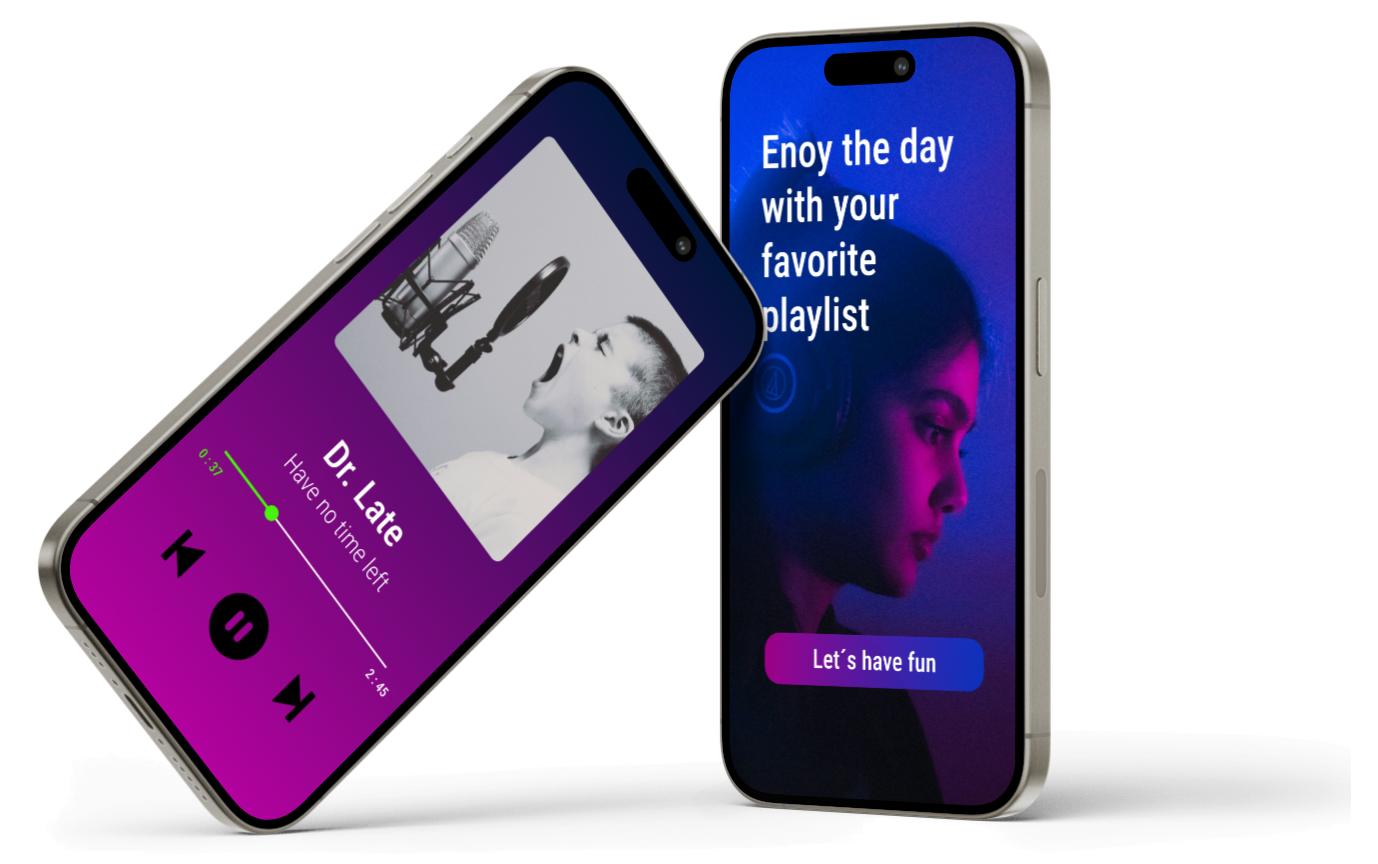 Dr. Late
Have no time left
0:37
2:45
Enoy the day
with your
favorite
playlist
Let´s have fun